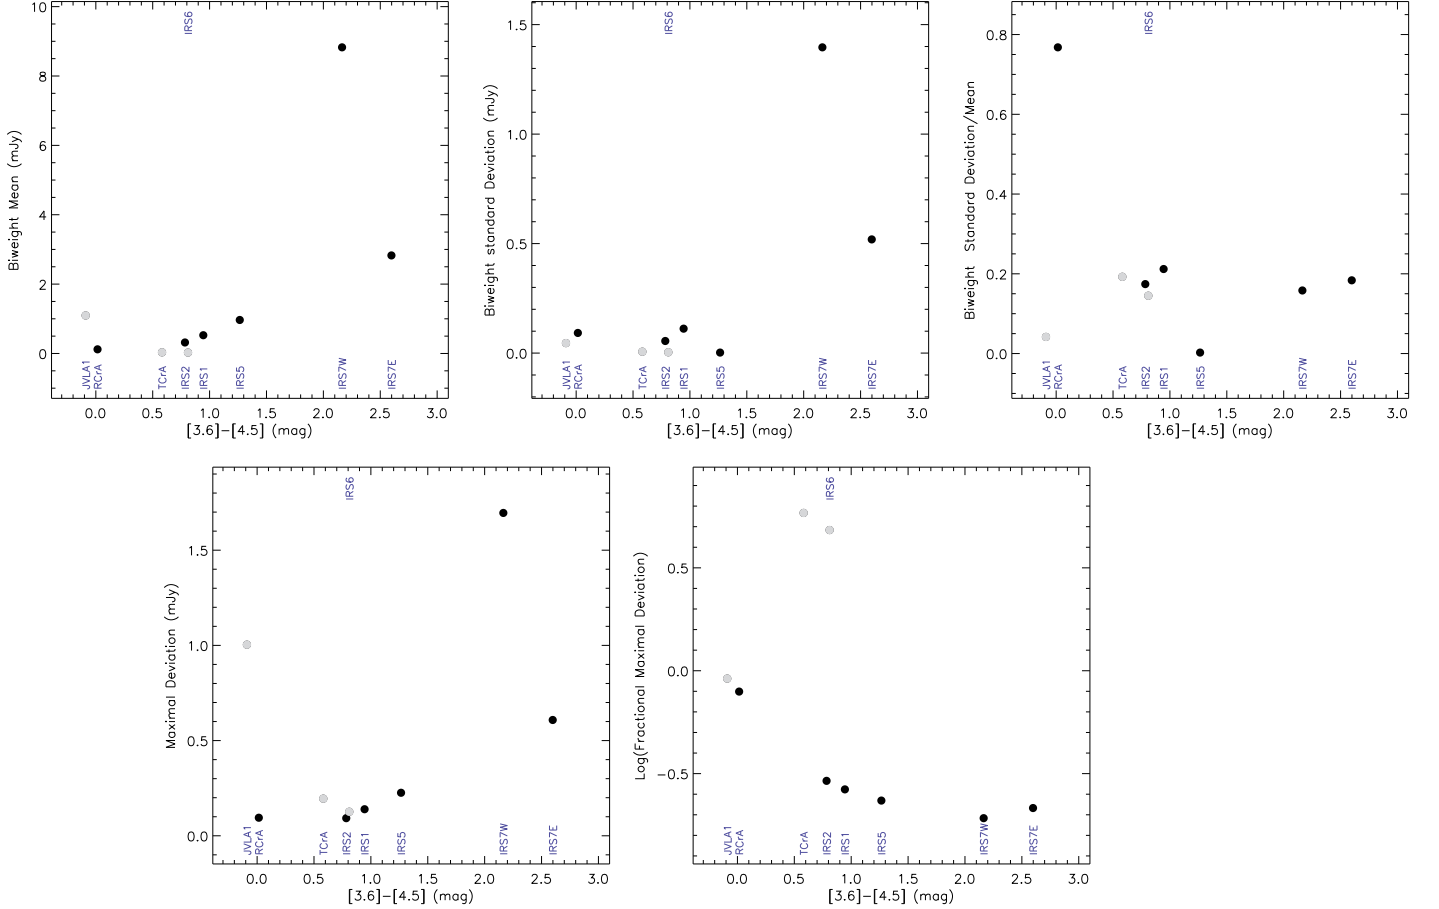 IRS6
10
8
6
4
2
0
Biweight Mean (mJy)
JVLA1
RCrA
TCrA
IRS2
IRS1
IRS5
IRS7W
IRS7E
0.0 0.5 1.0 1.5 2.0 2.5 3.0
[3.6]−[4.5] (mag)
IRS6
1.5
1.0
0.5
0.0
Biweight standard Deviation (mJy)
JVLA1
RCrA
TCrA
IRS2
IRS1
IRS5
IRS7W
IRS7E
0.0 0.5 1.0 1.5 2.0 2.5 3.0
[3.6]−[4.5] (mag)
IRS6
0.8
0.6
0.4
0.2
0.0
Biweight Standard Deviation/Mean
JVLA1
RCrA
TCrA
IRS2
IRS1
IRS5
IRS7W
IRS7E
0.0 0.5 1.0 1.5 2.0 2.5 3.0
[3.6]−[4.5] (mag)
IRS6
1.5
1.0
0.5
0.0
Maximal Deviation (mJy)
JVLA1
RCrA
TCrA
IRS2
IRS1
IRS5
IRS7W
IRS7E
0.0 0.5 1.0 1.5 2.0 2.5 3.0
[3.6]−[4.5] (mag)
IRS6
0.5
0.0
−0.5
Log(Fractional Maximal Deviation)
JVLA1
RCrA
TCrA
IRS2
IRS1
IRS5
IRS7W
IRS7E
0.0 0.5 1.0 1.5 2.0 2.5 3.0
[3.6]−[4.5] (mag)